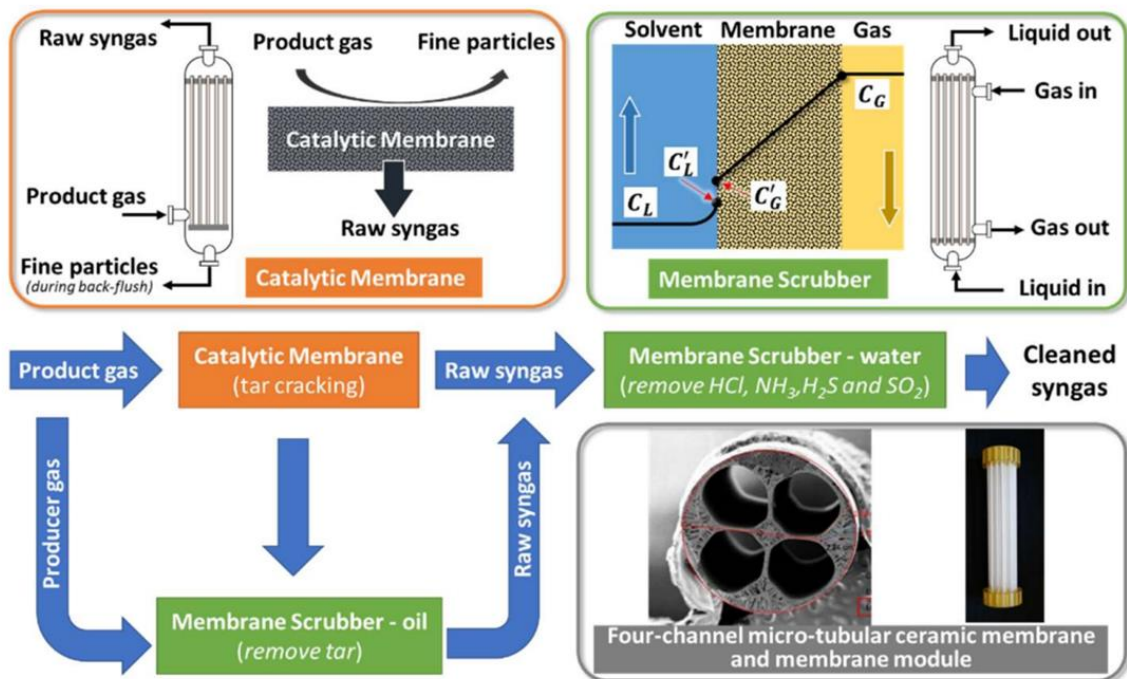 Raw syngas
Product gas
Fine particles
Catalytic Membrane
Raw syngas
Product gas
Fine particles
(during back-flush)
Catalytic Membrane
Solvent Membrane Gas
C_G
C'_L
C'_G
C_L
Membrane Scrubber
Liquid out
Gas in
Gas out
Liquid in
Product gas
Catalytic Membrane
(tar cracking)
Raw syngas
Membrane Scrubber - water
(remove HCl, NH₃,H₂S and SO₂)
Cleaned
syngas
Producer gas
Raw syngas
Membrane Scrubber - oil
(remove tar)
Four-channel micro-tubular ceramic membrane
and membrane module